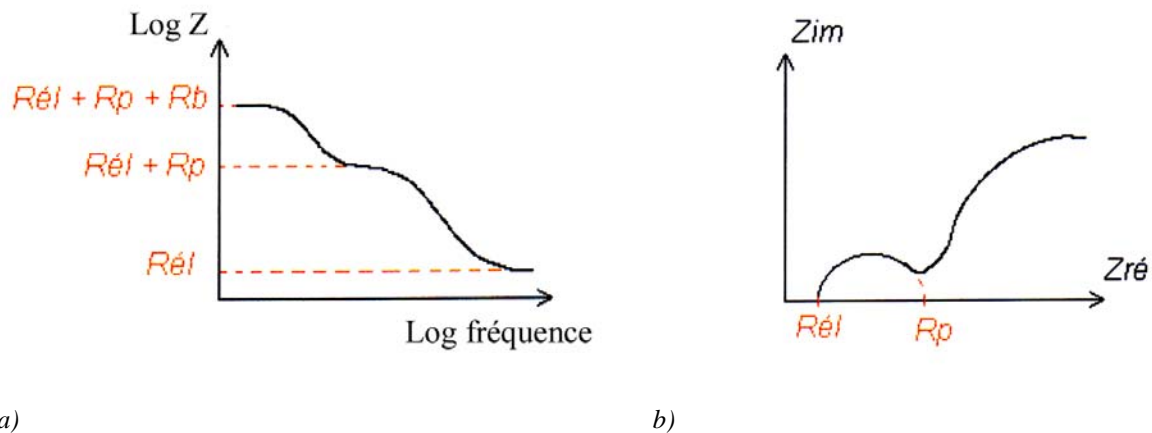 Log Z
Rél + Rp + Rb
Rél + Rp
Rél
Log fréquence
Zim
Zré
Rél
Rp
a)
b)